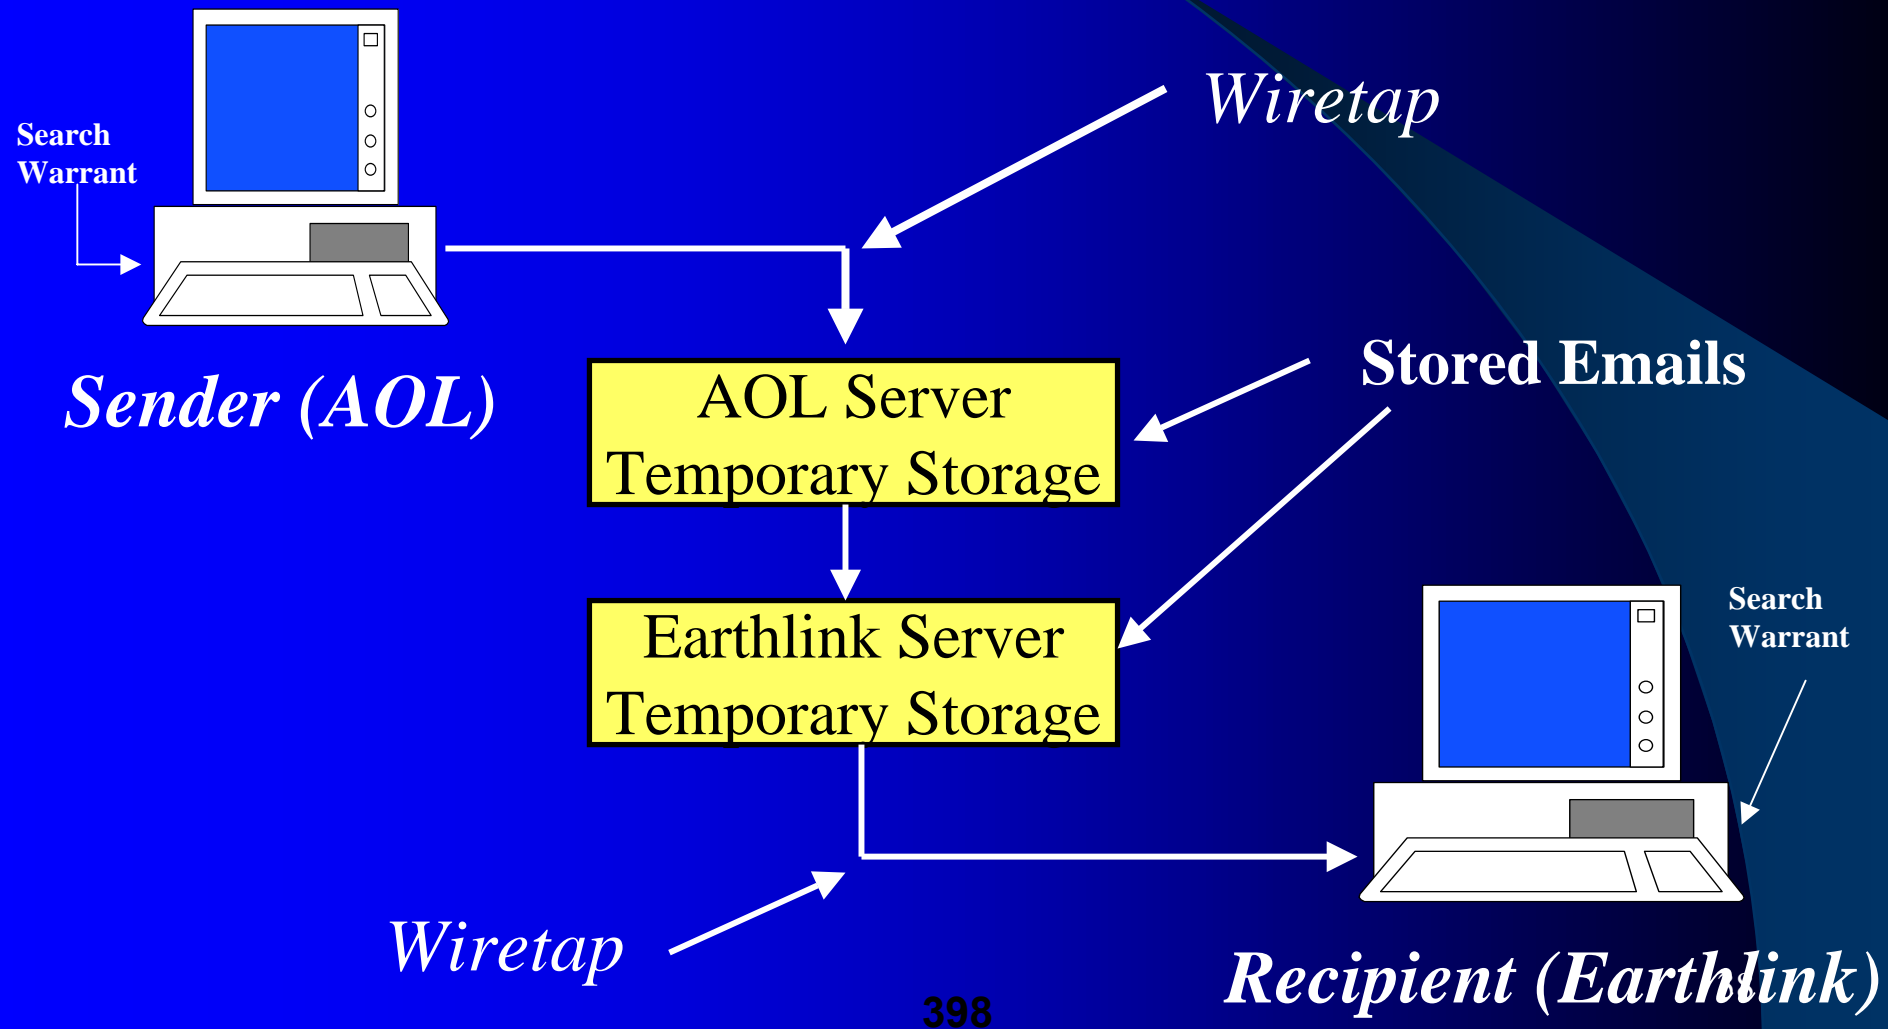 Wiretap
Search
Warrant
Sender (AOL)
AOL Server
Temporary Storage
Stored Emails
Earthlink Server
Temporary Storage
Search
Warrant
Wiretap
Recipient (Earthlink)
398